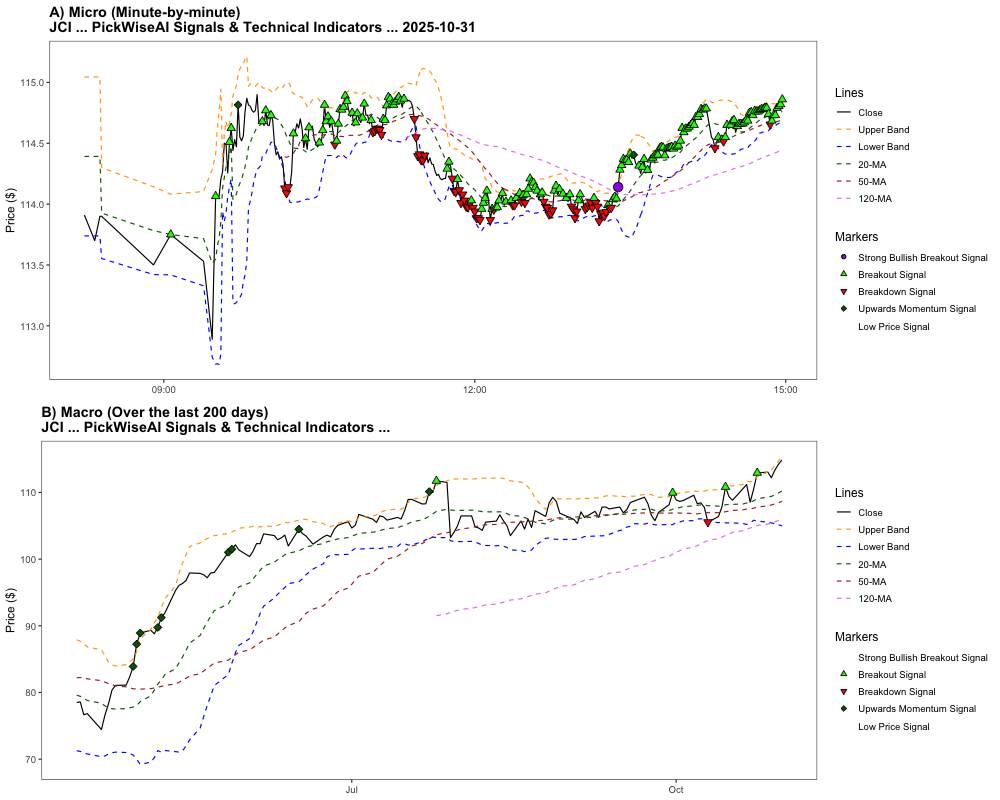 A) Micro (Minute-by-minute)
JCI ... PickWiseAI Signals & Technical Indicators ... 2025-10-31
115.0
114.5
114.0
113.5
113.0
Price ($)
09:00
12:00
15:00
Lines
Close
Upper Band
Lower Band
20-MA
50-MA
120-MA
Markers
Strong Bullish Breakout Signal
Breakout Signal
Breakdown Signal
Upwards Momentum Signal
Low Price Signal
B) Macro (Over the last 200 days)
JCI ... PickWiseAI Signals & Technical Indicators ...
110
100
90
80
70
Price ($)
Jul
Oct
Lines
Close
Upper Band
Lower Band
20-MA
50-MA
120-MA
Markers
Strong Bullish Breakout Signal
Breakout Signal
Breakdown Signal
Upwards Momentum Signal
Low Price Signal